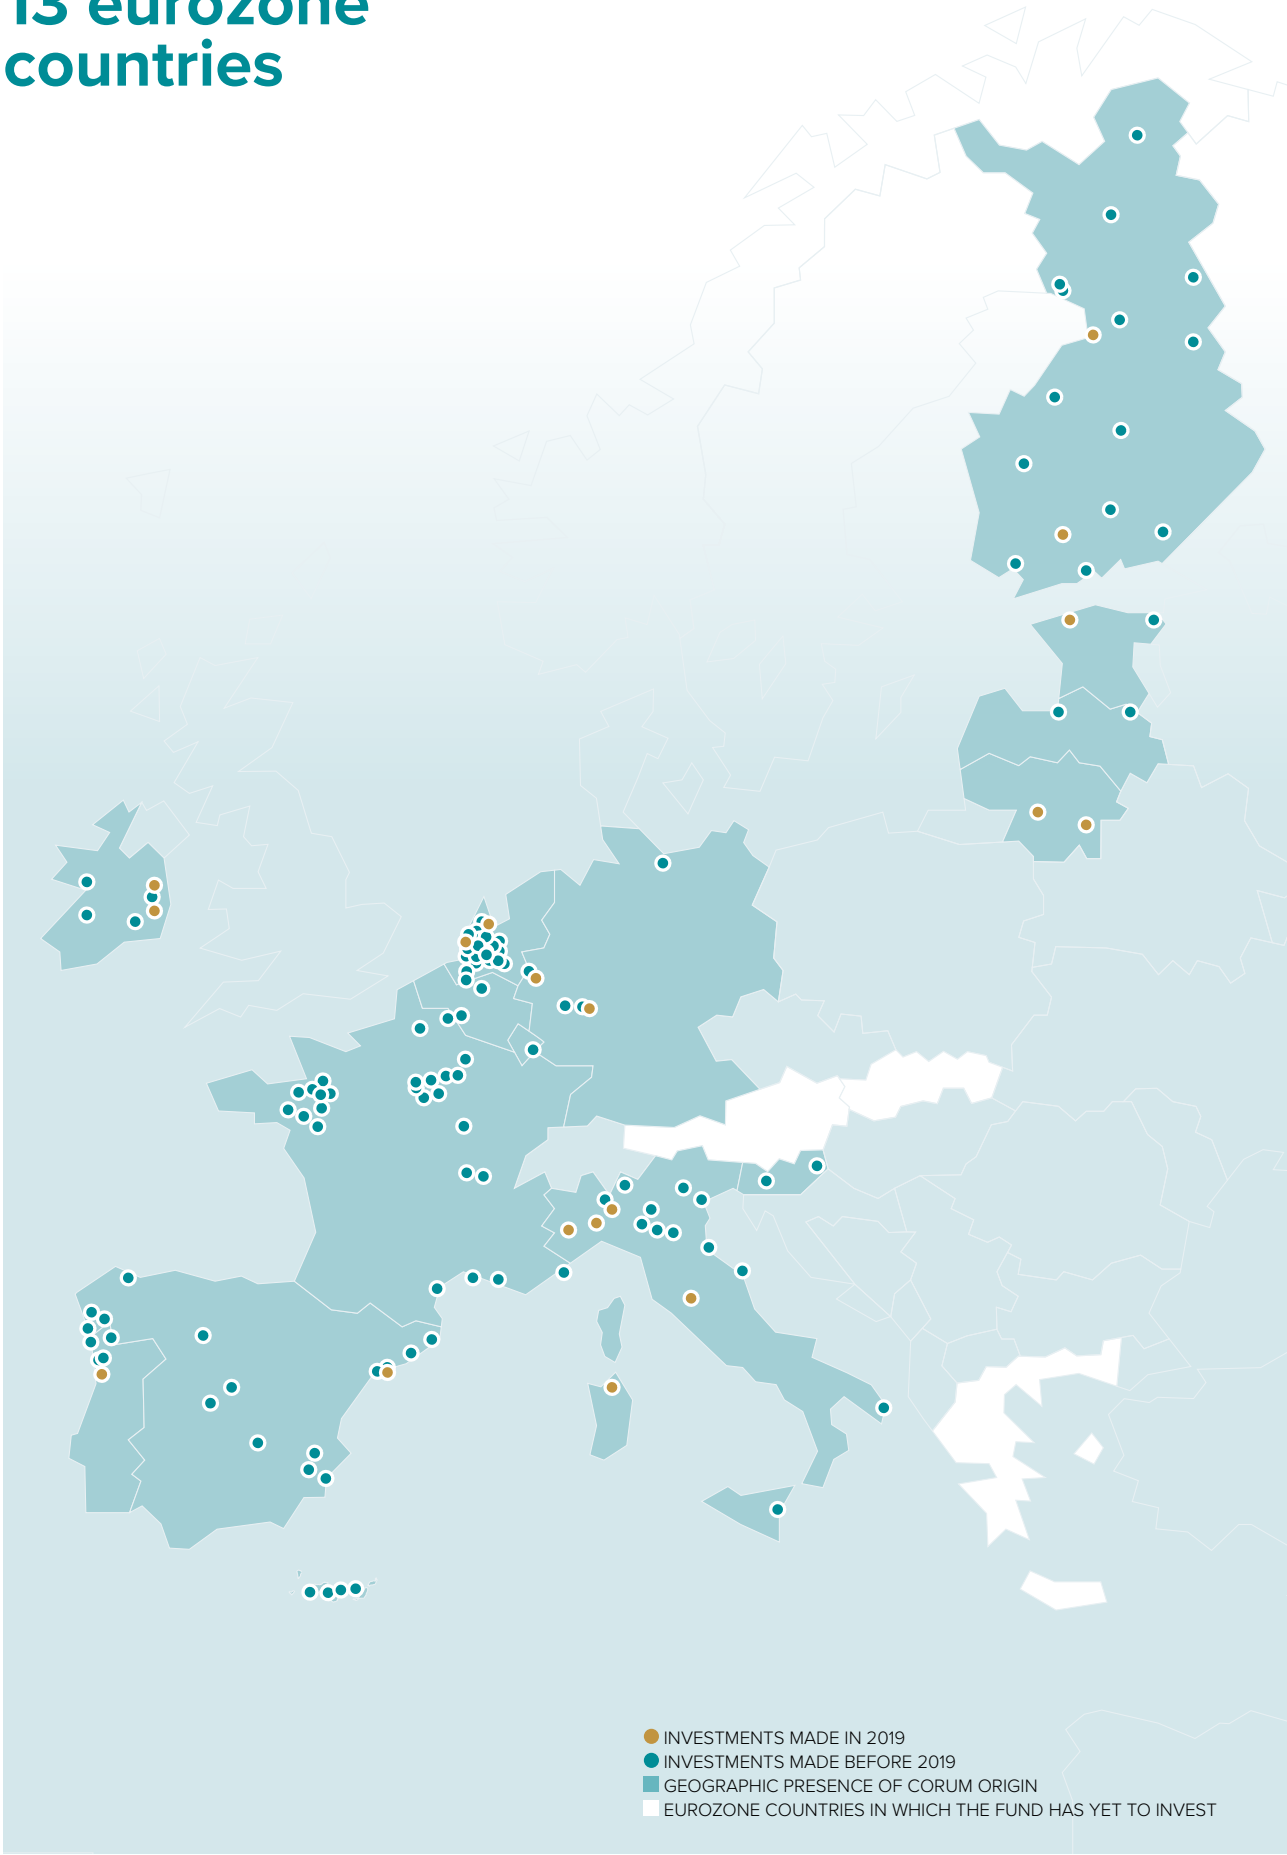 13 eurozone
countries
INVESTMENTS MADE IN 2019
INVESTMENTS MADE BEFORE 2019
GEOGRAPHIC PRESENCE OF CORUM ORIGIN
EUROZONE COUNTRIES IN WHICH THE FUND HAS YET TO INVEST